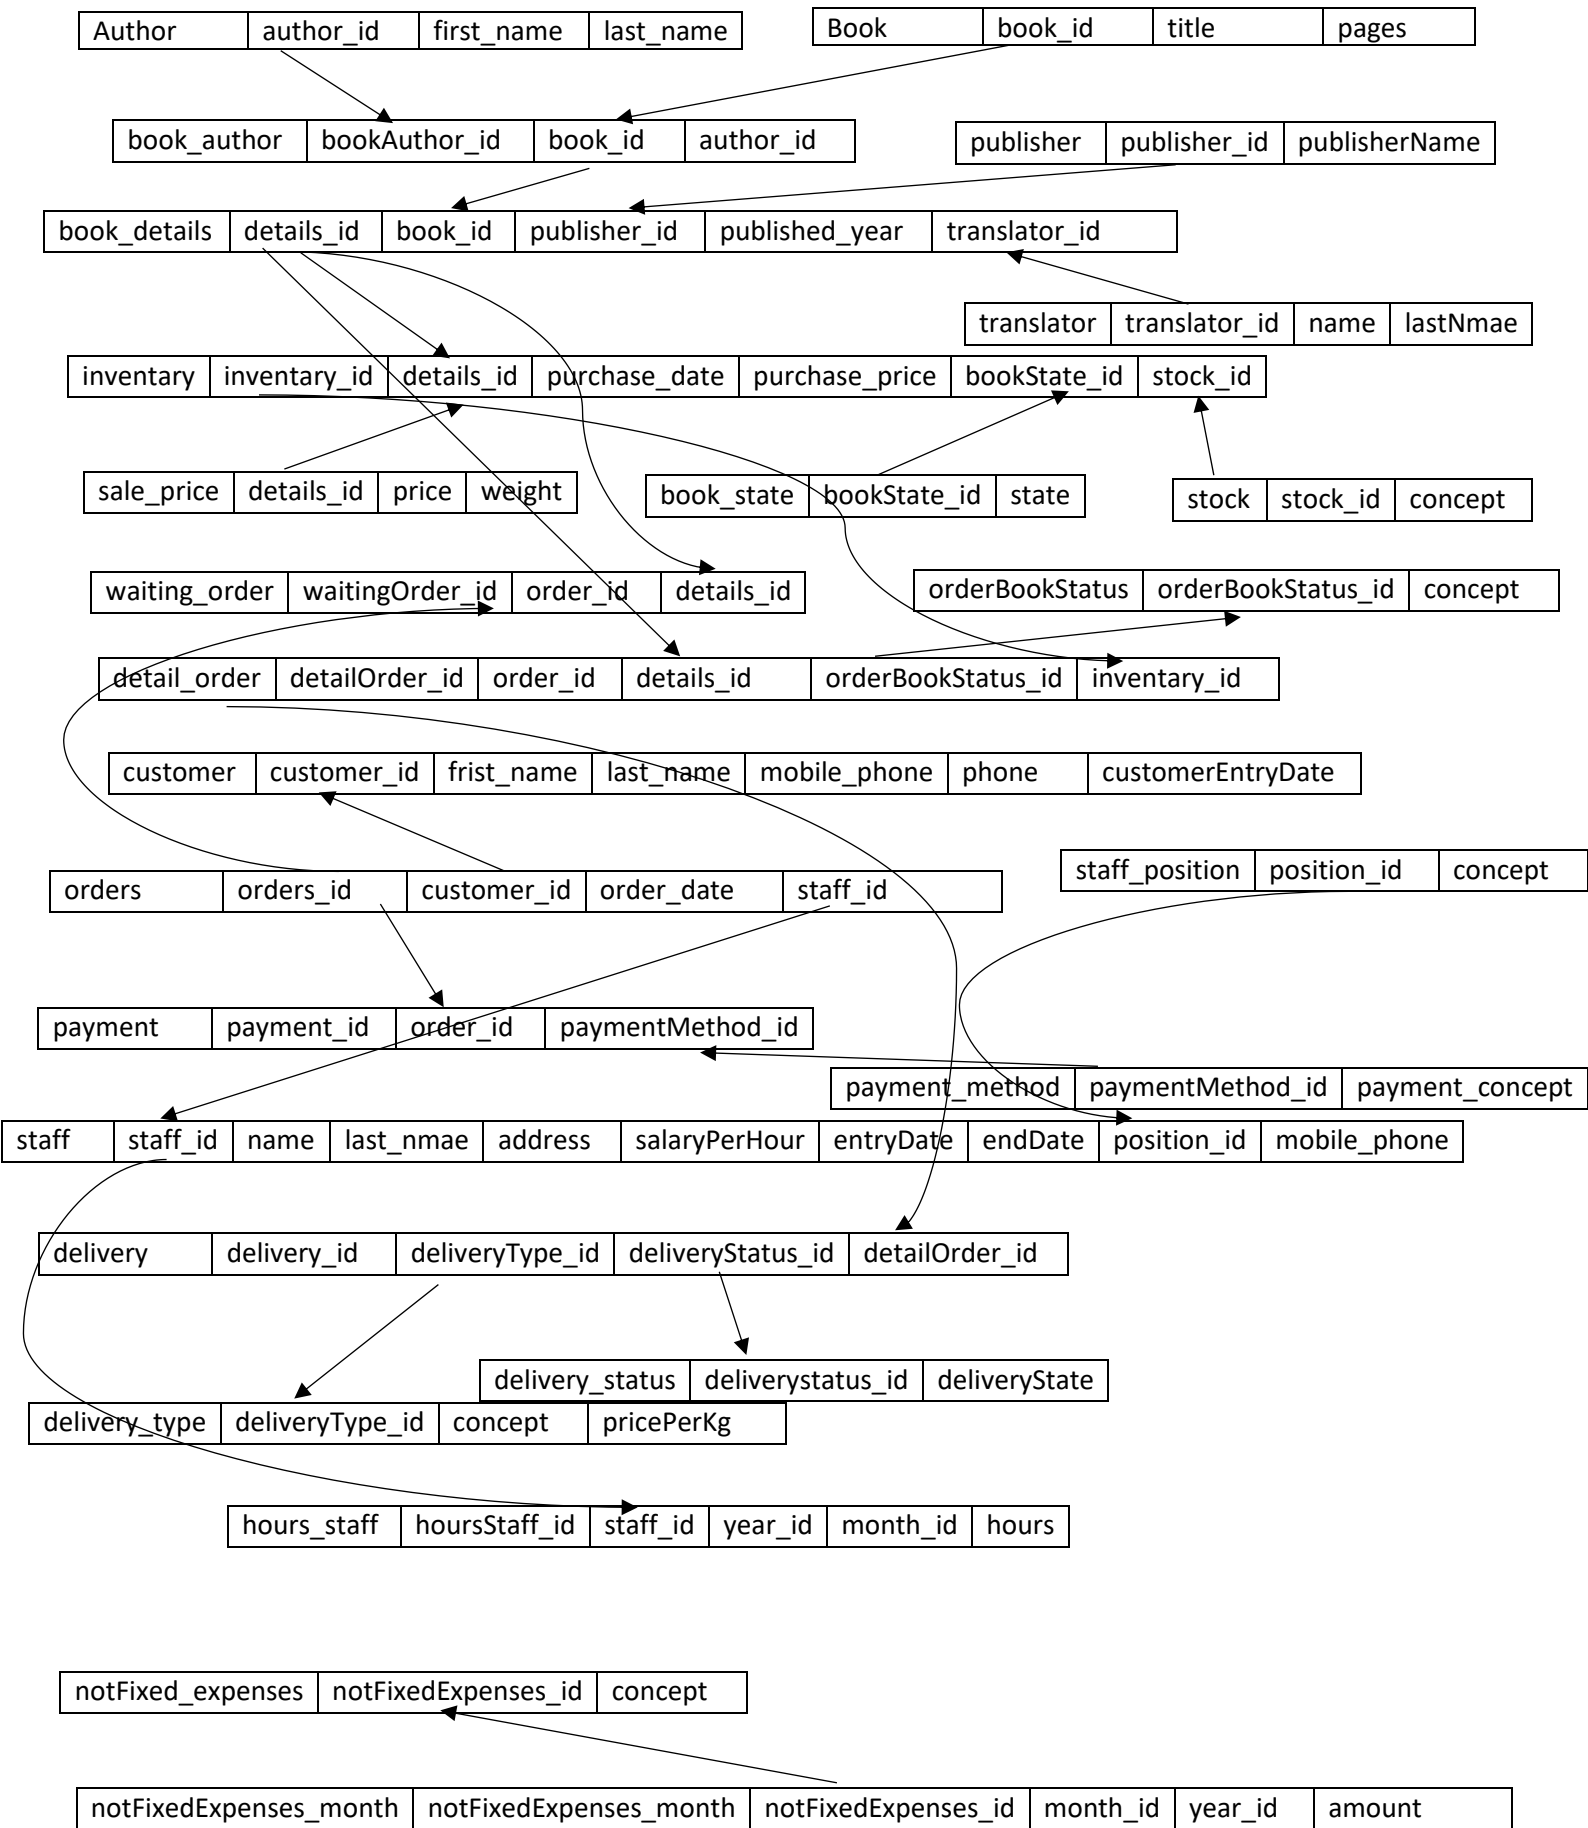 Author author_id first_name last_name
Book book_id title pages
book_author bookAuthor_id book_id author_id
publisher publisher_id publisherName
book_details details_id book_id publisher_id published_year translator_id
translator translator_id name lastNmae
inventary inventary_id details_id purchase_date purchase_price bookState_id stock_id
sale_price details_id price weight
book_state bookState_id state
stock stock_id concept
waiting_order waitingOrder_id order_id details_id
orderBookStatus orderBookStatus_id concept
detail_order detailOrder_id order_id details_id orderBookStatus_id inventary_id
customer customer_id frist_name last_name mobile_phone phone customerEntryDate
staff_position position_id concept
orders orders_id customer_id order_date staff_id
payment payment_id order_id paymentMethod_id
payment_method paymentMethod_id payment_concept
staff staff_id name last_nmae address salaryPerHour entryDate endDate position_id mobile_phone
delivery delivery_id deliveryType_id deliveryStatus_id detailOrder_id
delivery_status deliverystatus_id deliveryState
delivery_type deliveryType_id concept pricePerKg
hours_staff hoursStaff_id staff_id year_id month_id hours
notFixed_expenses notFixedExpenses_id concept
notFixedExpenses_month notFixedExpenses_month notFixedExpenses_id month_id year_id amount